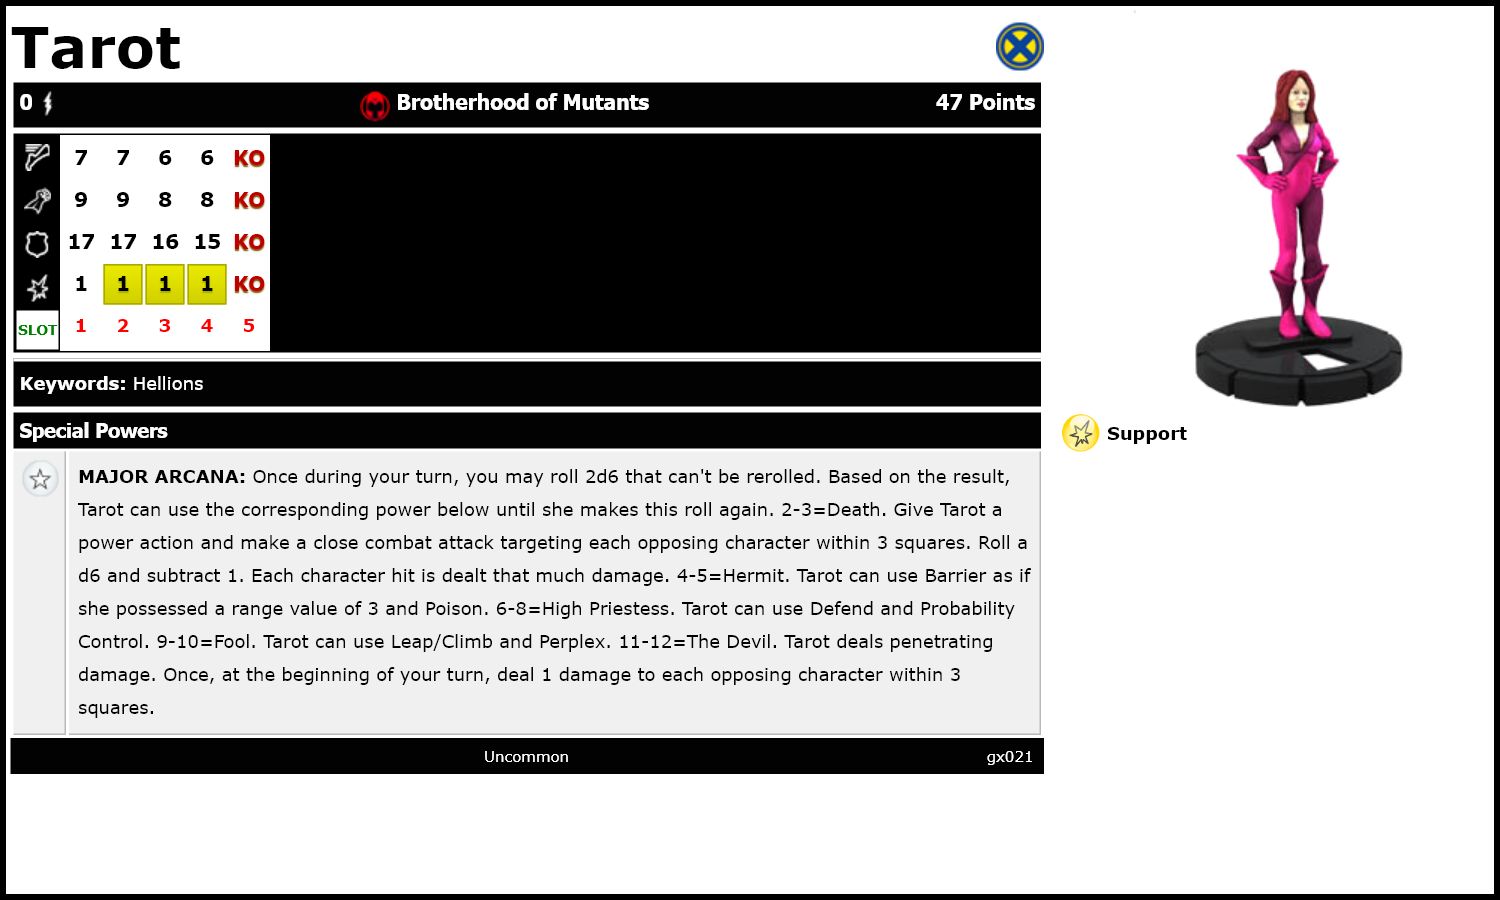 Tarot
0 Brotherhood of Mutants 47 Points
7 7 6 6 KO
9 9 8 8 KO
17 17 16 15 KO
1 1 1 1 KO
SLOT 1 2 3 4 5
Keywords: Hellions
Special Powers
Support
MAJOR ARCANA: Once during your turn, you may roll 2d6 that can't be rerolled. Based on the result,
Tarot can use the corresponding power below until she makes this roll again. 2-3=Death. Give Tarot a
power action and make a close combat attack targeting each opposing character within 3 squares. Roll a
d6 and subtract 1. Each character hit is dealt that much damage. 4-5=Hermit. Tarot can use Barrier as if
she possessed a range value of 3 and Poison. 6-8=High Priestess. Tarot can use Defend and Probability
Control. 9-10=Fool. Tarot can use Leap/Climb and Perplex. 11-12=The Devil. Tarot deals penetrating
damage. Once, at the beginning of your turn, deal 1 damage to each opposing character within 3
squares.
Uncommon gx021